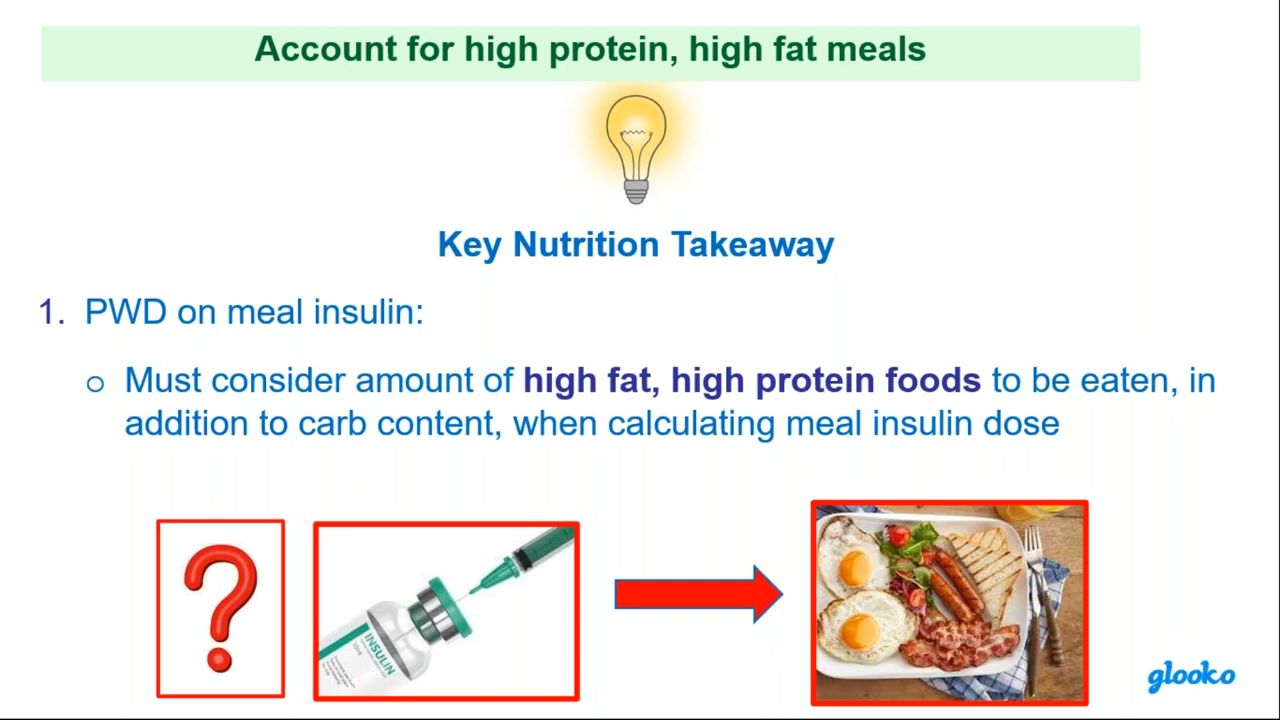 Account for high protein, high fat meals
Key Nutrition Takeaway
1. PWD on meal insulin:
o Must consider amount of high fat, high protein foods to be eaten, in
addition to carb content, when calculating meal insulin dose
?
INSULIN
glooko